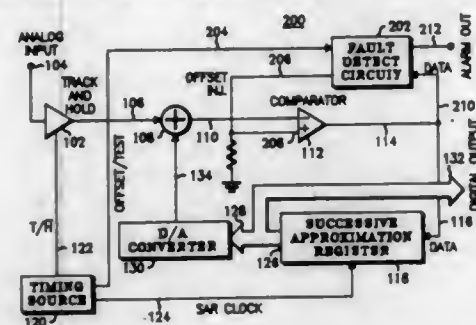 200
204
202
212
ALARM OUT
ANALOG
INPUT
104
206
FAULT
DETECT
CIRCUIY
DATA
TRACK
AND
HOLD
OFFSET
INJ.
210
106
COMPARATOR
108
110
208
112
114
102
DIGITAL OUTPUT
132
OFFSET/TEST
134
128
T/H
122
D/A
CONVERTER
130
126
SUCCESSIVE
APPROXIMATION
REGISTER
116
DATA
118
TIMING
SOURCE
120
124
SAR CLOCK